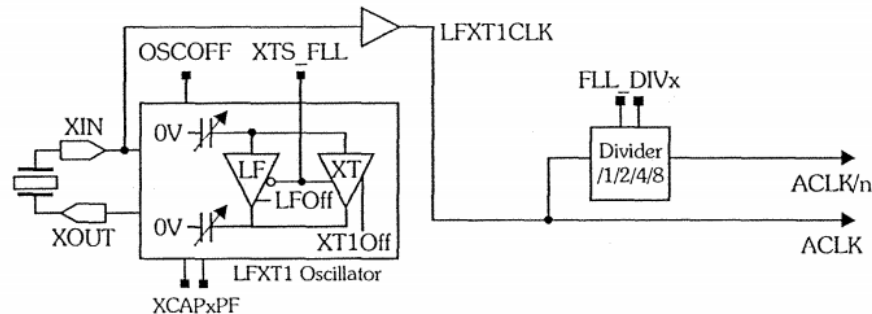 LFXT1CLK
OSCOFF
XTS_FLL
FLL_DIVx
XIN
0V
LF
XT
Divider
/1/2/4/8
LFOff
ACLK/n
XOUT
0V
XT1Off
ACLK
LFXT1 Oscillator
XCAPxPF